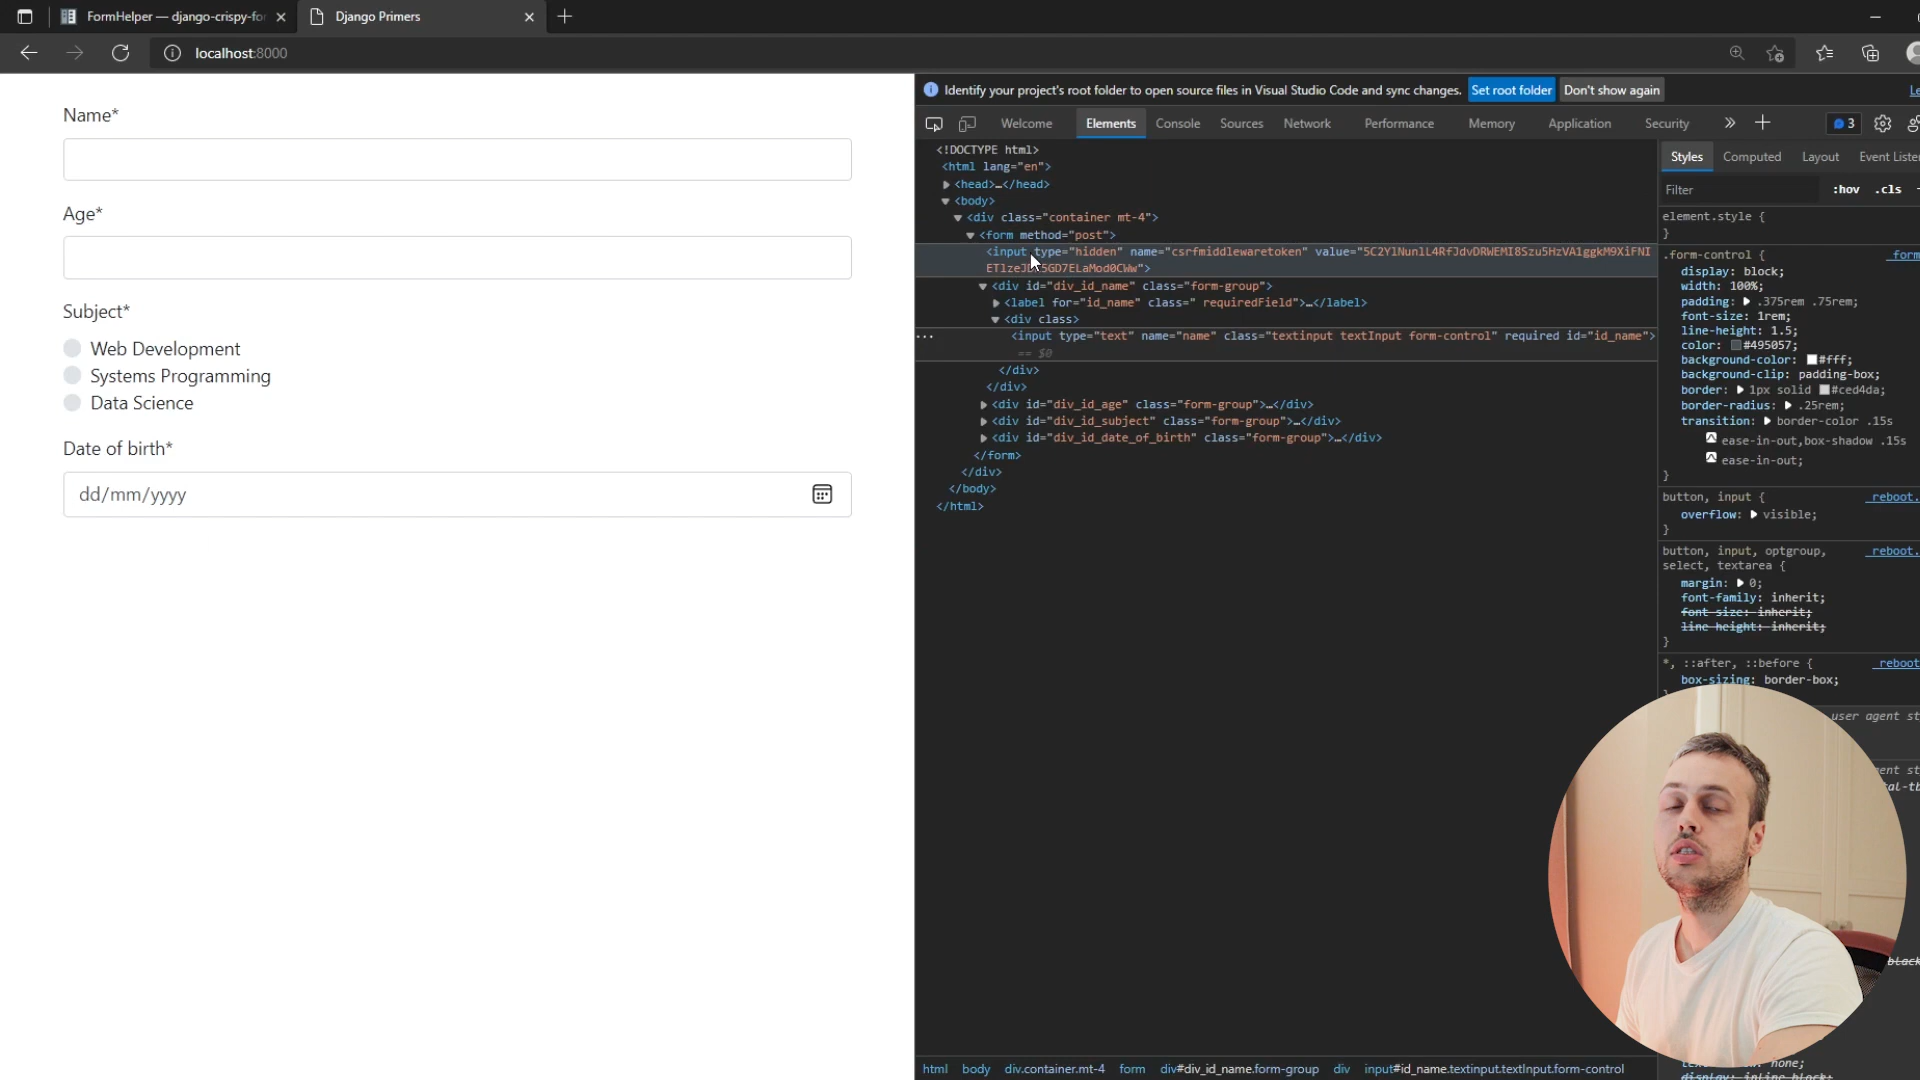 FormHelper — django-crispy-for
Django Primers
localhost:8000
Name*
Age*
Subject*
Web Development
Systems Programming
Data Science
Date of birth*
dd/mm/yyyy
Identify your project's root folder to open source files in Visual Studio Code and sync changes. Set root folder Don't show again
Welcome Elements Console Sources Network Performance Memory Application Security 3
<!DOCTYPE html>
<html lang="en">
<head>…</head>
<body>
<div class="container mt-4">
<form method="post">
<input type="hidden" name="csrfmiddlewaretoken"
<div id="div_id_name" class="form-group">
<label for="id_name" class=" requiredField">…</label>
<div class>
<input type="text" name="name" class="textinput textInput form-control" required id="id_name">
== $0
</div>
</div>
<div id="div_id_age" class="form-group">…</div>
<div id="div_id_subject" class="form-group">…</div>
<div id="div_id_date_of_birth" class="form-group">…</div>
</form>
</div>
</body>
</html>
html body div.container.mt-4 form div#div_id_name.form-group div input#id_name.textinput.textInput.form-control
Styles Computed Layout Event Liste
Filter :hov .cls
element.style {
}
.form-control { _form
display: block;
width: 100%;
padding: .375rem .75rem;
font-size: 1rem;
line-height: 1.5;
color: #495057;
background-color: #fff;
background-clip: padding-box;
border: 1px solid #ced4da;
border-radius: .25rem;
transition: border-color .15s
ease-in-out,box-shadow .15s
ease-in-out;
}
button, input { _reboot.
overflow: visible;
}
button, input, optgroup, _reboot.
select, textarea {
margin: 0;
font-family: inherit;
font-size: inherit;
line-height: inherit;
}
*, ::after, ::before { _reboot
box-sizing: border-box;
user agent st